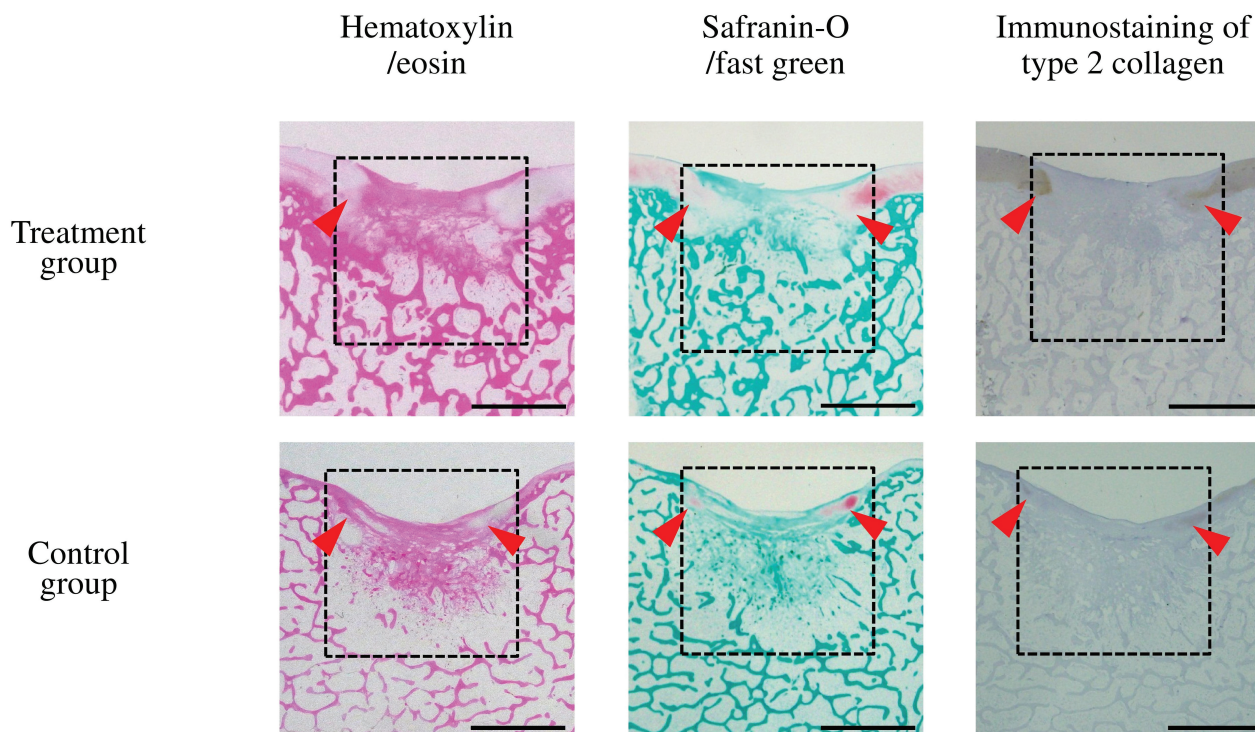 Hematoxylin
/eosin
Safranin-O
/fast green
Immunostaining of
type 2 collagen
Treatment
group
Control
group